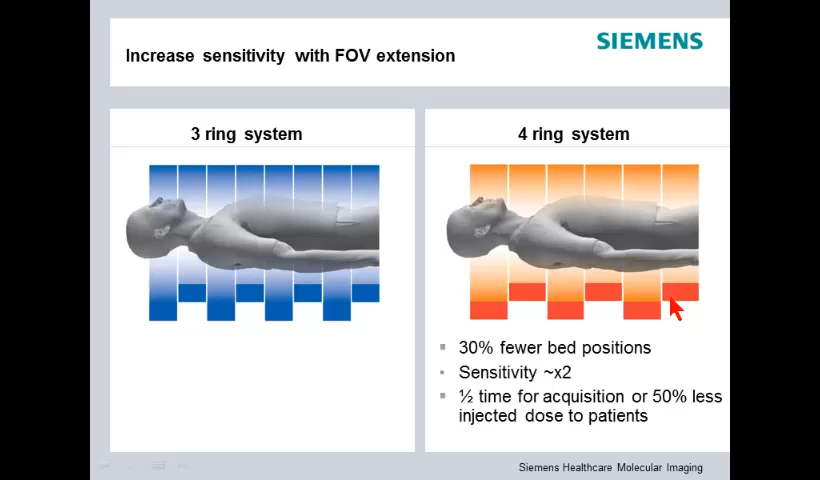 SIEMENS
Increase sensitivity with FOV extension
3 ring system
4 ring system
30% fewer bed positions
Sensitivity ~x2
½ time for acquisition or 50% less
injected dose to patients
Siemens Healthcare Molecular Imaging